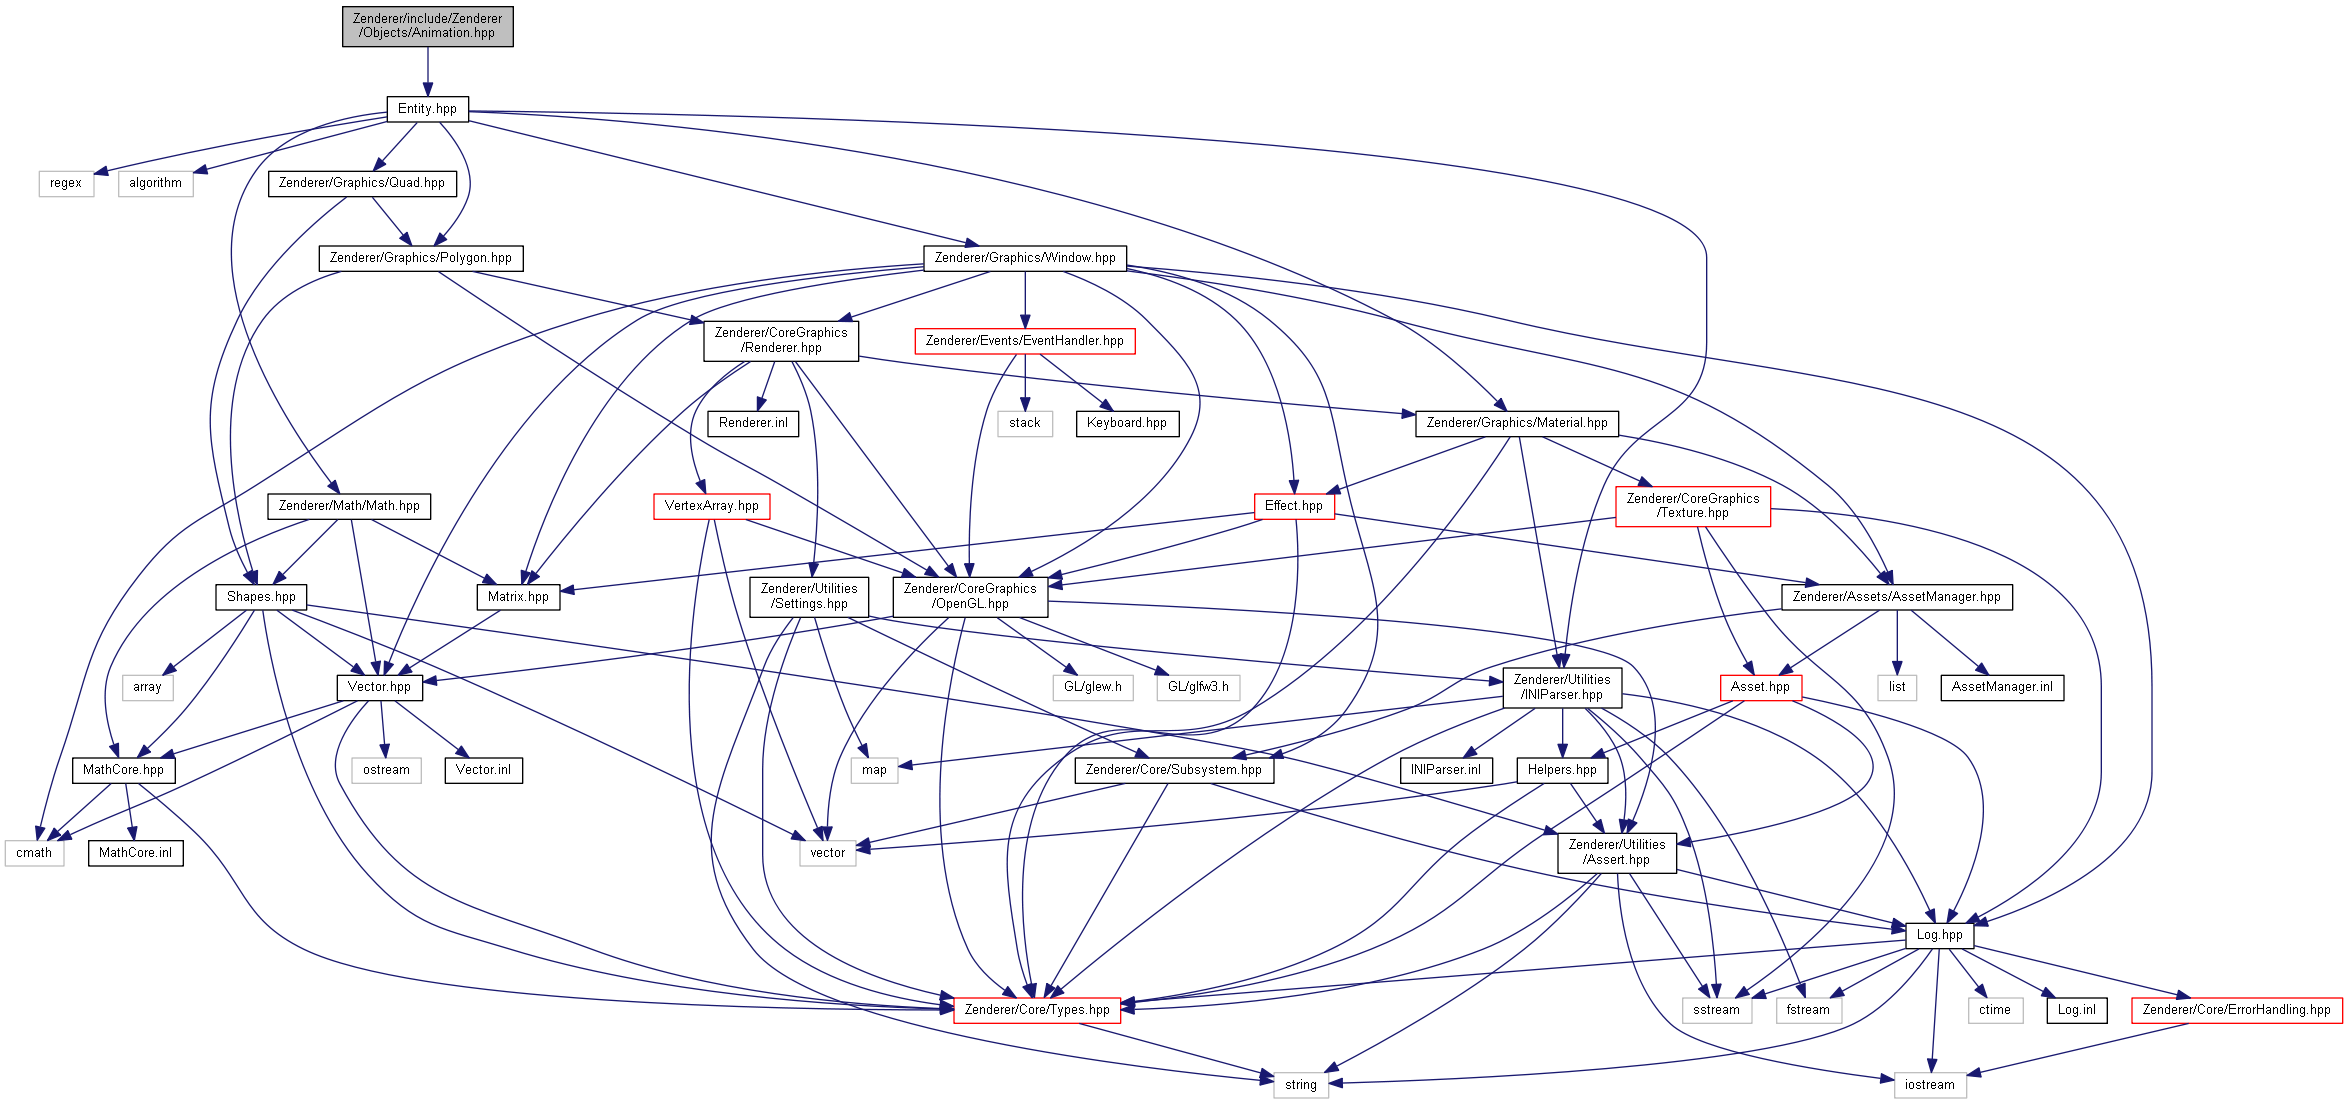 Zenderer/include/Zenderer
/Objects/Animation.hpp
Entity.hpp
regex
algorithm
Zenderer/Graphics/Quad.hpp
Zenderer/Graphics/Polygon.hpp
Zenderer/Graphics/Window.hpp
Zenderer/CoreGraphics
/Renderer.hpp
Zenderer/Events/EventHandler.hpp
Renderer.inl
stack
Keyboard.hpp
Zenderer/Graphics/Material.hpp
Zenderer/Math/Math.hpp
VertexArray.hpp
Effect.hpp
Zenderer/CoreGraphics
/Texture.hpp
Shapes.hpp
Matrix.hpp
Zenderer/Utilities
/Settings.hpp
Zenderer/CoreGraphics
/OpenGL.hpp
Zenderer/Assets/AssetManager.hpp
array
Vector.hpp
GL/glew.h
GL/glfw3.h
Zenderer/Utilities
/INIParser.hpp
Asset.hpp
list
AssetManager.inl
MathCore.hpp
ostream
Vector.inl
map
Zenderer/Core/Subsystem.hpp
INIParser.inl
Helpers.hpp
cmath
MathCore.inl
vector
Zenderer/Utilities
/Assert.hpp
Log.hpp
Zenderer/Core/Types.hpp
sstream
fstream
ctime
Log.inl
Zenderer/Core/ErrorHandling.hpp
string
iostream